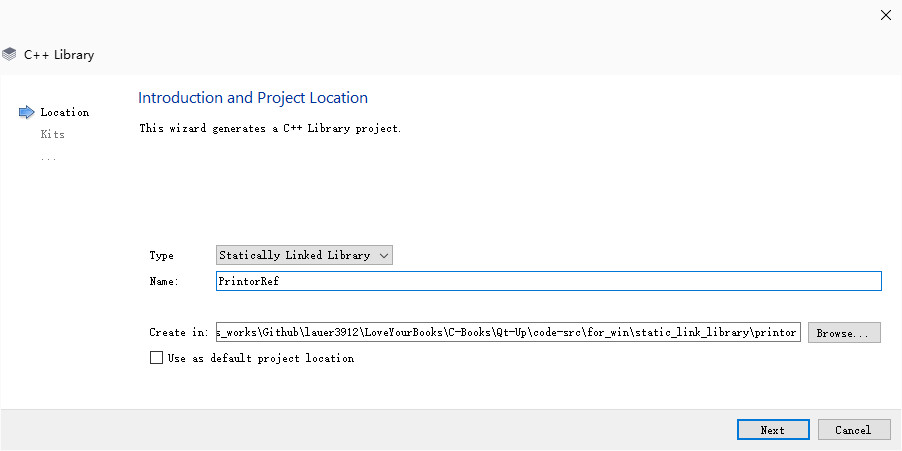 C++ Library
Location
Kits
...
Introduction and Project Location
This wizard generates a C++ Library project.
Type Statically Linked Library
Name: PrintorRef
Create in: s_works\Github\lauer3912\LoveYourBooks\C-Books\Qt-Up\code-src\for_win\static_link_library\printor Browse...
Use as default project location
Next Cancel